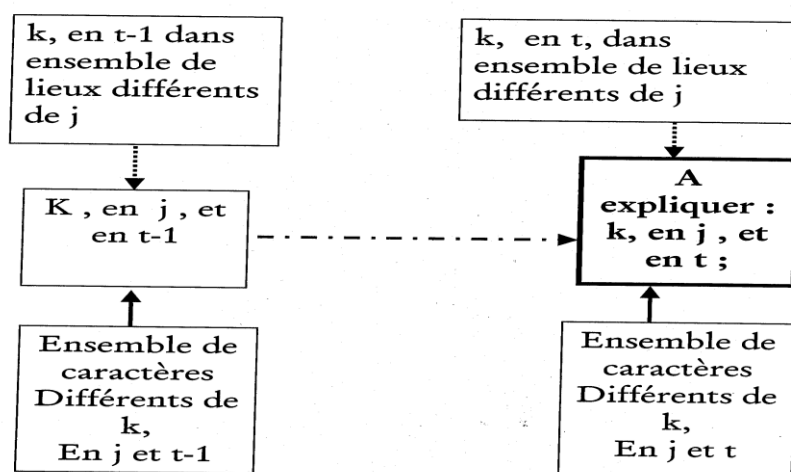 k, en t-1 dans
ensemble de
lieux différents
de j
k, en t, dans
ensemble de lieux
différents de j
K , en j , et
en t-1
A
expliquer :
k, en j , et
en t ;
Ensemble de
caractères
Différents de
k,
En j et t-1
Ensemble de
caractères
Différents de
k,
En j et t